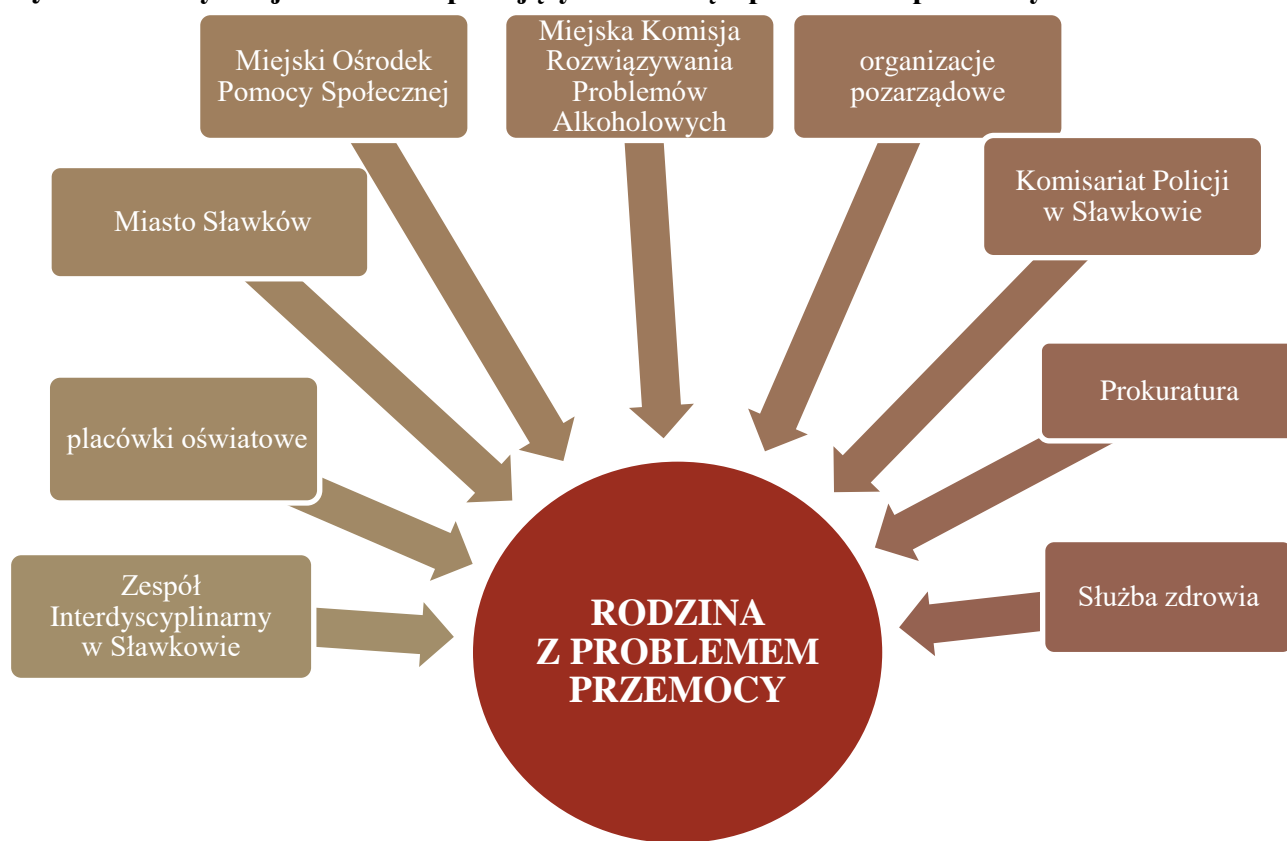 Miejski Ośrodek
Pomocy Społecznej
Miejska Komisja
Rozwiązywania
Problemów
Alkoholowych
organizacje
pozarządowe
Komisariat Policji
w Sławkowie
Miasto Sławków
Prokuratura
placówki oświatowe
Służba zdrowia
Zespół
Interdyscyplinarny
w Sławkowie
RODZINA
Z PROBLEMEM
PRZEMOCY